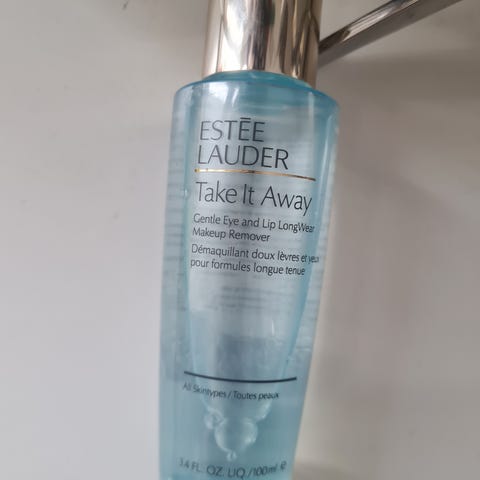 ESTĒE
LAUDER
Take It Away
Gentle Eye and Lip LongWear
Makeup Remover
Démaquillant doux lèvres et yeux
pour formules longue tenue
All Skintypes / Toutes peaux
3.4 FL. OZ. LIQ./100ml ℮